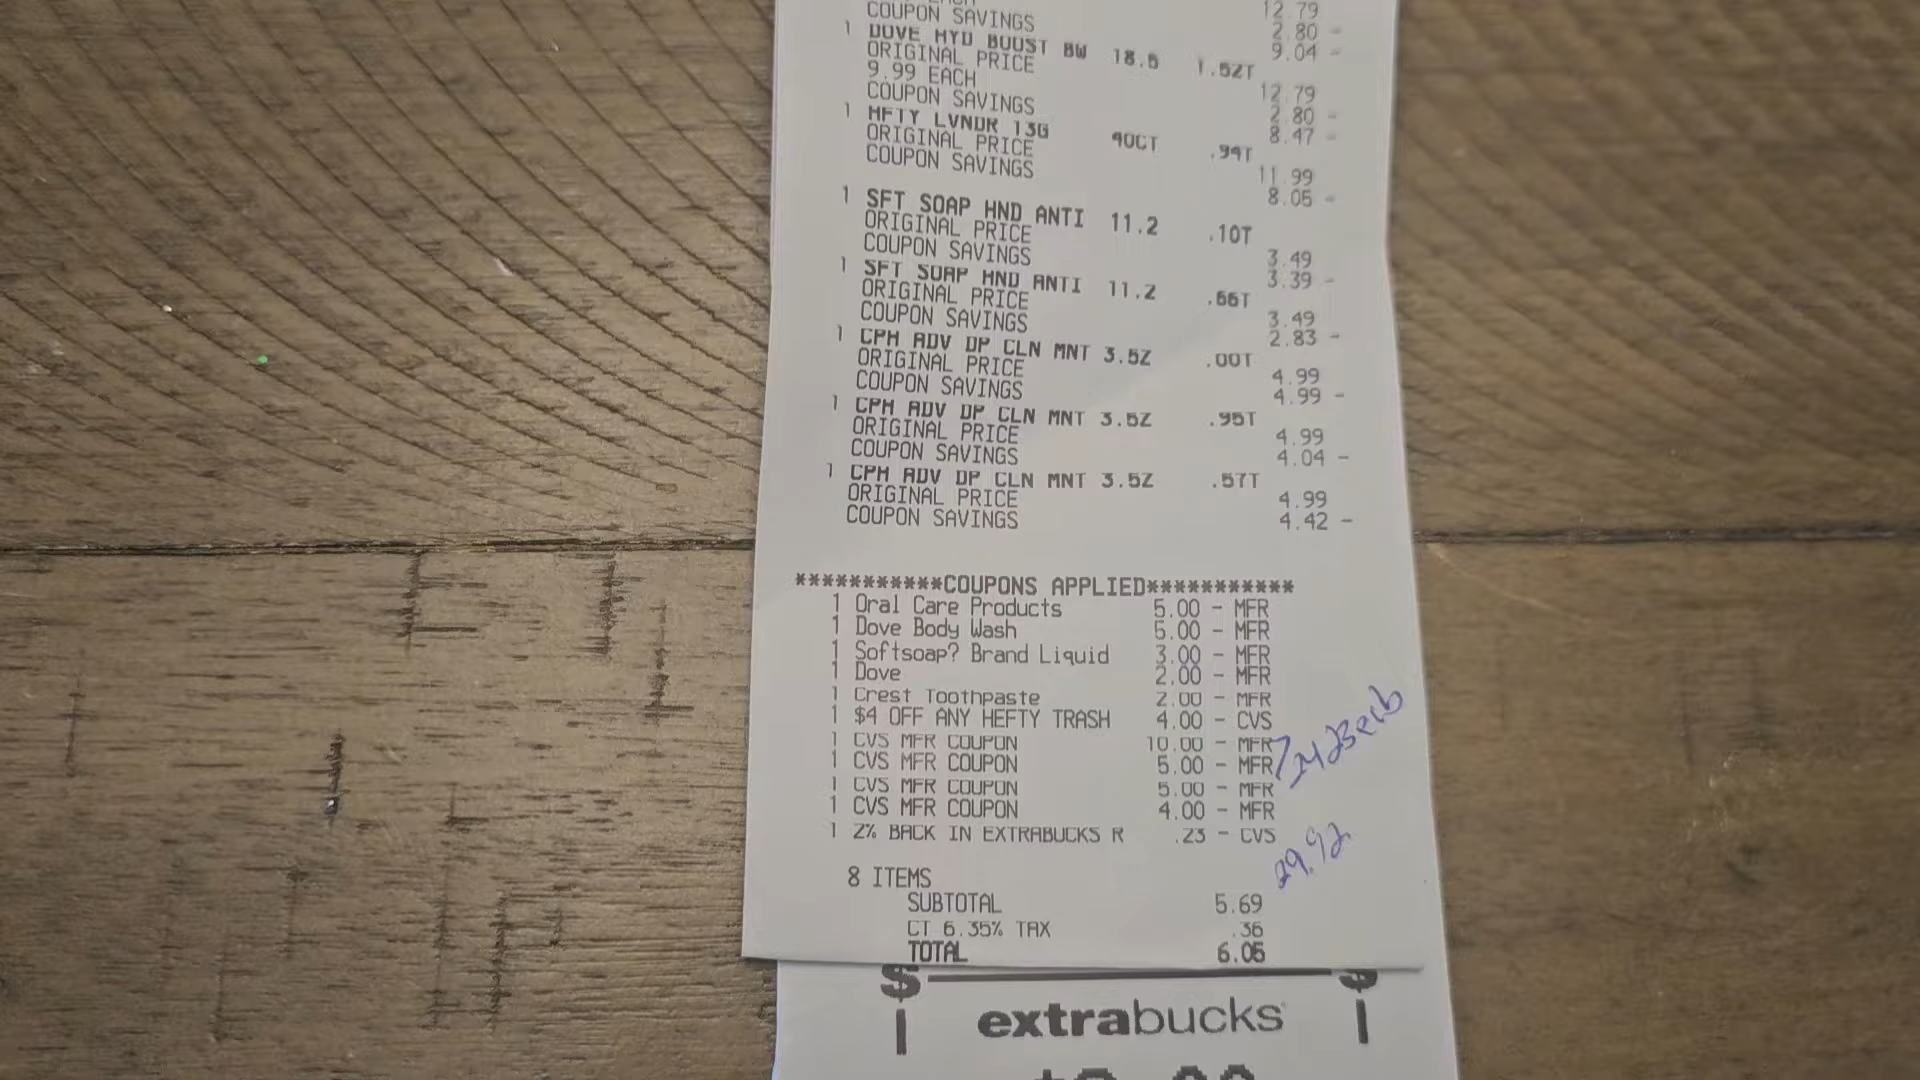 12.79
COUPON SAVINGS 2.80 -
9.04 -
1 DOVE HYD BOUST BW 18.5 1.52T
ORIGINAL PRICE 12.79
9.99 EACH 2.80 -
COUPON SAVINGS 8.47 -
1 HFTY LVNDR 13G 40CT .94T
ORIGINAL PRICE 11.99
COUPON SAVINGS 8.05 -
1 SFT SOAP HND ANTI 11.2 .10T
ORIGINAL PRICE 3.49
COUPON SAVINGS 3.39 -
1 SFT SOAP HND ANTI 11.2 .66T
ORIGINAL PRICE 3.49
COUPON SAVINGS 2.83 -
1 CPH ADV DP CLN MNT 3.5Z .00T
ORIGINAL PRICE 4.99
COUPON SAVINGS 4.99 -
1 CPH ADV DP CLN MNT 3.5Z .95T
ORIGINAL PRICE 4.99
COUPON SAVINGS 4.04 -
1 CPH ADV DP CLN MNT 3.5Z .57T
ORIGINAL PRICE 4.99
COUPON SAVINGS 4.42 -
***********COUPONS APPLIED***********
1 Oral Care Products 5.00 - MFR
1 Dove Body Wash 5.00 - MFR
1 Softsoap? Brand Liquid 3.00 - MFR
1 Dove 2.00 - MFR
1 Crest Toothpaste 2.00 - MFR
1 $4 OFF ANY HEFTY TRASH 4.00 - CVS
1 CVS MFR COUPON 10.00 - MFR
1 CVS MFR COUPON 5.00 - MFR
1 CVS MFR COUPON 5.00 - MFR
1 CVS MFR COUPON 4.00 - MFR
1 2% BACK IN EXTRABUCKS R .23 - CVS
29.92
8 ITEMS
SUBTOTAL 5.69
CT 6.35% TAX .36
TOTAL 6.05
$ $
extrabucks